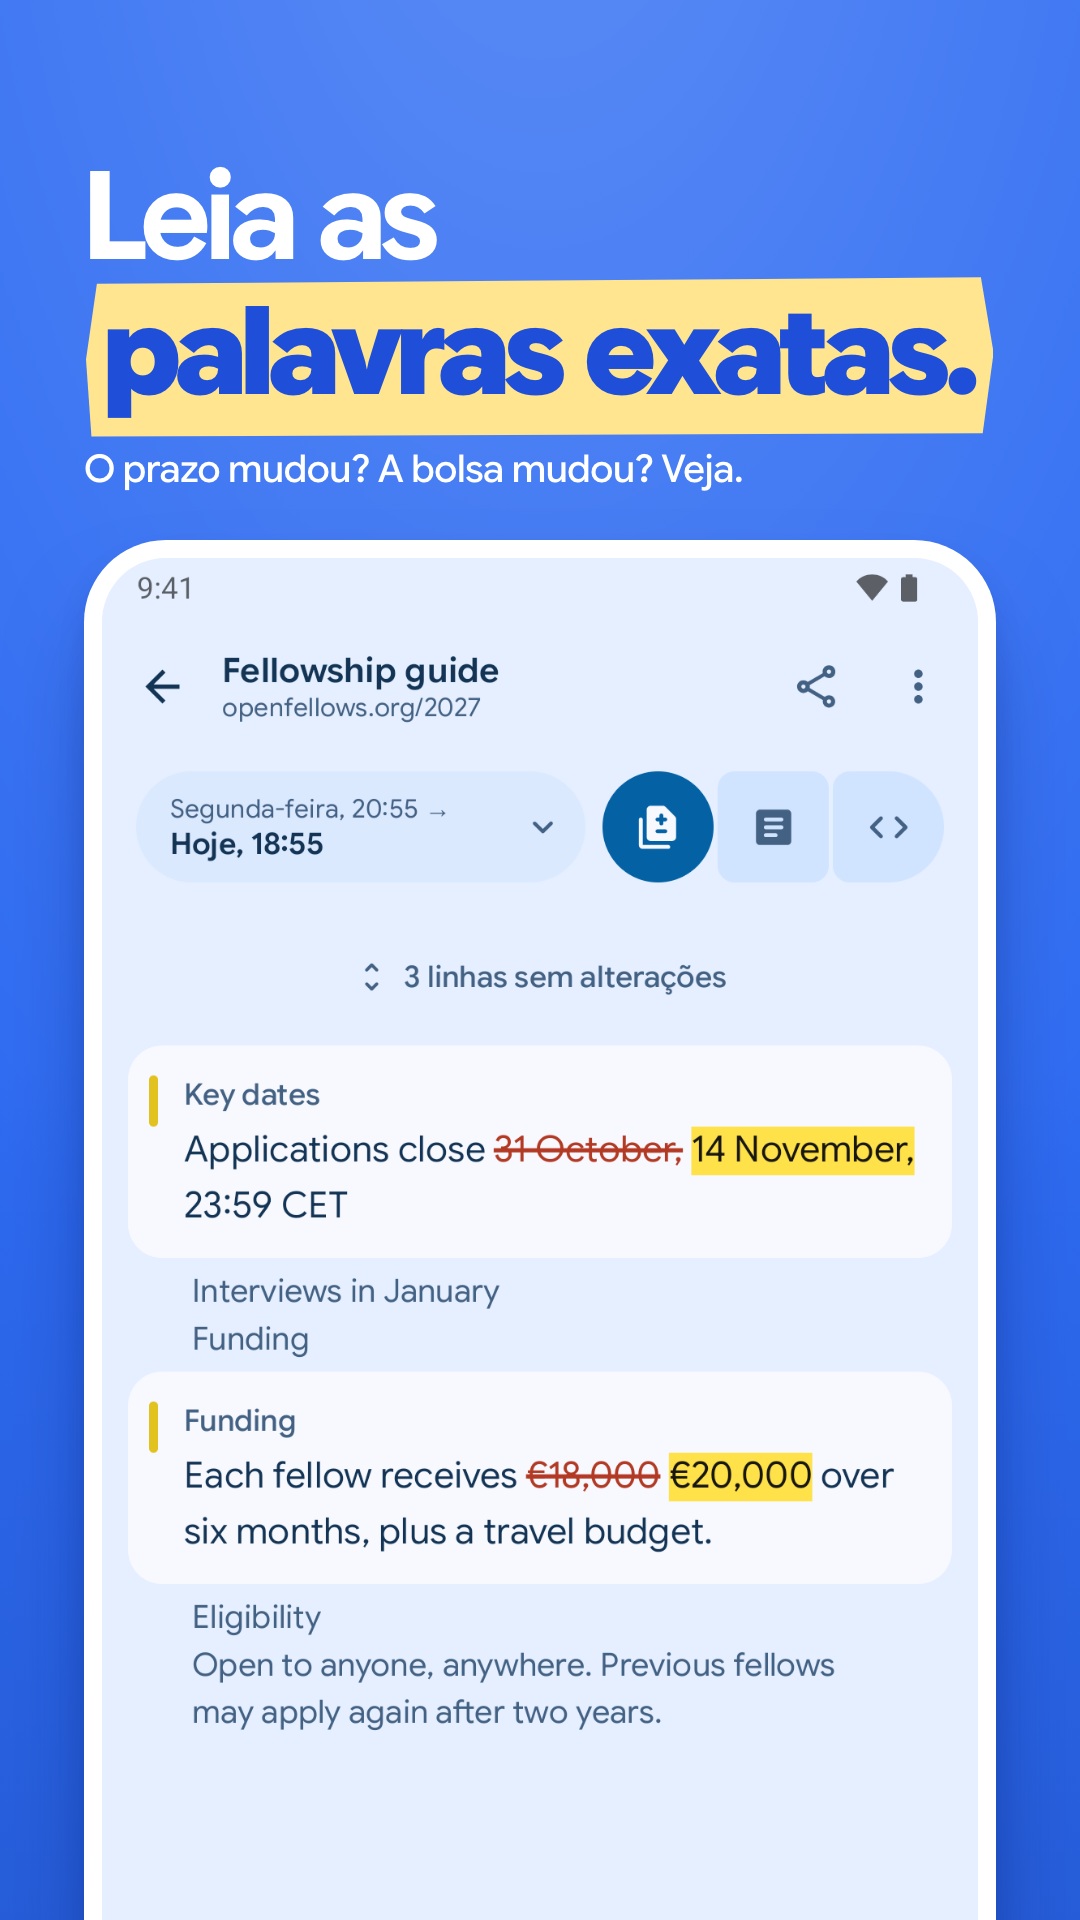 Leia as
palavras exatas.
O prazo mudou? A bolsa mudou? Veja.
9:41
Fellowship guide
openfellows.org/2027
Segunda-feira, 20:55 →
Hoje, 18:55
3 linhas sem alterações
Key dates
Applications close 31 October, 14 November,
23:59 CET
Interviews in January
Funding
Funding
Each fellow receives €18,000 €20,000 over
six months, plus a travel budget.
Eligibility
Open to anyone, anywhere. Previous fellows
may apply again after two years.